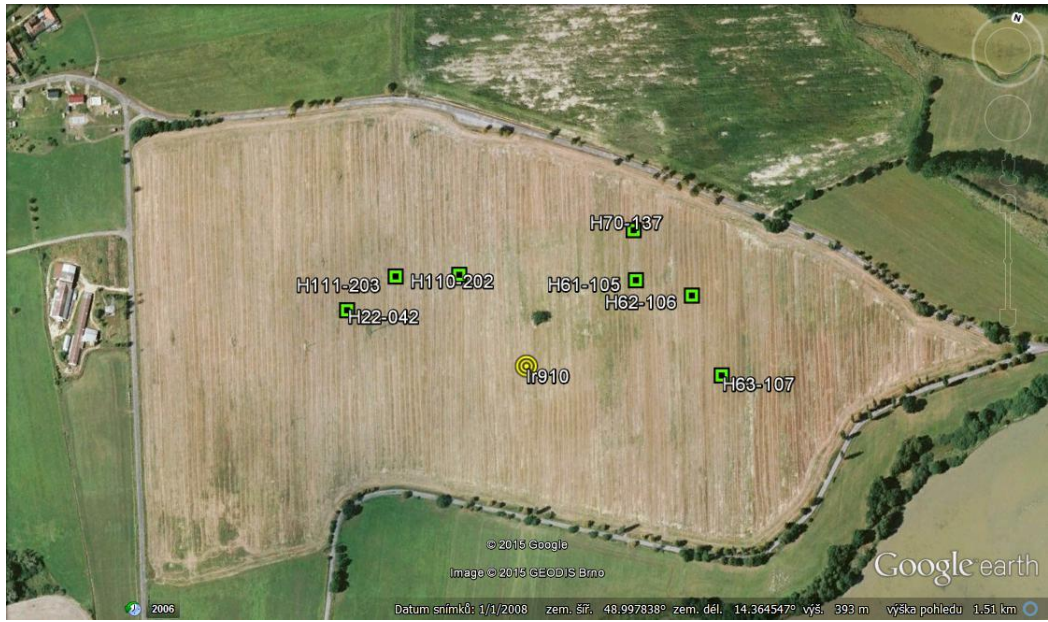 N
H70-137
H111-203
H110-202
H61-105
H62-106
H22-042
Ir910
H63-107
© 2015 Google
Image © 2015 GEODIS Brno
Google earth
2006
Datum snímků: 1/1/2008 zem. šíř. 48.997838° zem. dél. 14.364547° výš. 393 m výška pohledu 1.51 km